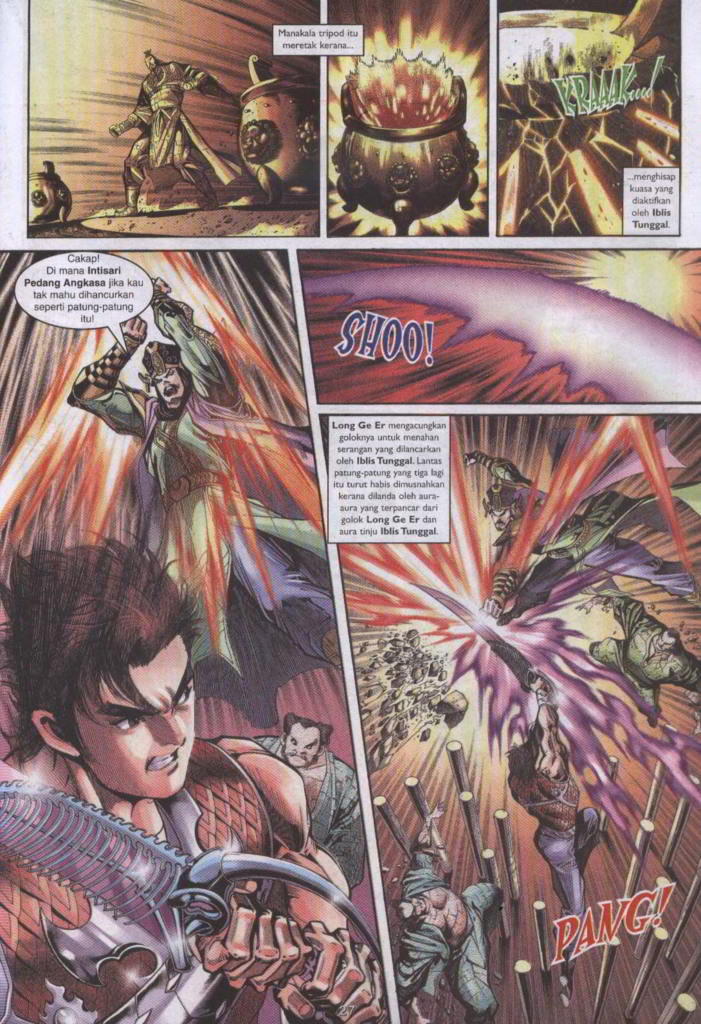 Manakala tripod itu
meretak kerana...
KRAAAK...!
...menghisap
kuasa yang
diaktifkan
oleh Iblis
Tunggal.
Cakap!
Di mana Intisari
Pedang Angkasa jika kau
tak mahu dihancurkan
seperti patung-patung
itu!
SHOO!
Long Ge Er mengacungkan
goloknya untuk menahan
serangan yang dilancarkan
oleh Iblis Tunggal. Lantas
patung-patung yang tiga lagi
itu turut habis dimusnahkan
kerana dilanda oleh aura-
aura yang terpancar dari
golok Long Ge Er dan
aura tinju Iblis Tunggal.
PANG!
27